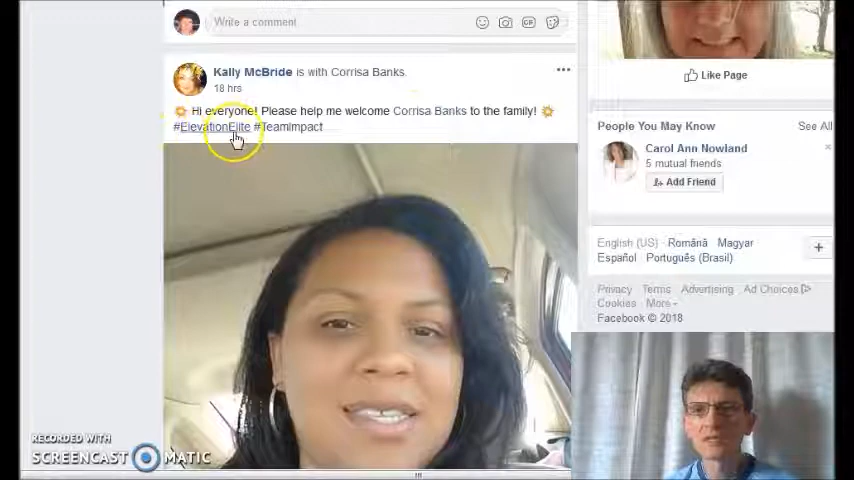 Write a comment
GIF
Kally McBride is with Corrisa Banks.
18 hrs
Hi everyone! Please help me welcome Corrisa Banks to the family!
#ElevationElite #TeamImpact
Like Page
People You May Know
See All
Carol Ann Nowland
5 mutual friends
Add Friend
English (US) · Română · Magyar
Español · Português (Brasil)
Privacy · Terms · Advertising · Ad Choices
Cookies · More
Facebook © 2018
RECORDED WITH
SCREENCAST MATIC